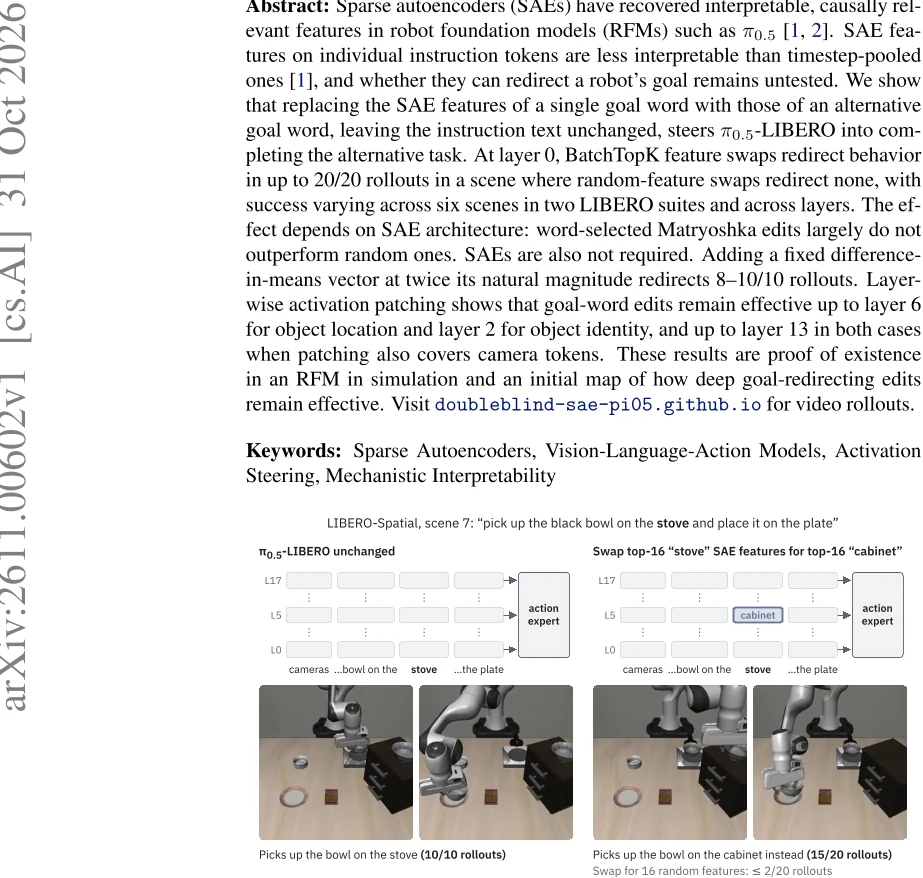 arXiv:2611.00602v1 [cs.AI] 31 Oct 2026
Abstract: Sparse autoencoders (SAEs) have recovered interpretable, causally rel-
evant features in robot foundation models (RFMs) such as π0.5 [1, 2]. SAE fea-
tures on individual instruction tokens are less interpretable than timestep-pooled
ones [1], and whether they can redirect a robot's goal remains untested. We show
that replacing the SAE features of a single goal word with those of an alternative
goal word, leaving the instruction text unchanged, steers π0.5-LIBERO into com-
pleting the alternative task. At layer 0, BatchTopK feature swaps redirect behavior
in up to 20/20 rollouts in a scene where random-feature swaps redirect none, with
success varying across six scenes in two LIBERO suites and across layers. The ef-
fect depends on SAE architecture: word-selected Matryoshka edits largely do not
outperform random ones. SAEs are also not required. Adding a fixed difference-
in-means vector at twice its natural magnitude redirects 8–10/10 rollouts. Layer-
wise activation patching shows that goal-word edits remain effective up to layer 6
for object location and layer 2 for object identity, and up to layer 13 in both cases
when patching also covers camera tokens. These results are proof of existence
in an RFM in simulation and an initial map of how deep goal-redirecting edits
remain effective. Visit doubleblind-sae-pi05.github.io for video rollouts.
Keywords: Sparse Autoencoders, Vision-Language-Action Models, Activation
Steering, Mechanistic Interpretability
LIBERO-Spatial, scene 7: “pick up the black bowl on the stove and place it on the plate”
π0.5-LIBERO unchanged
L17
L5
L0
action
expert
cameras ...bowl on the stove ...the plate
Picks up the bowl on the stove (10/10 rollouts)
Swap top-16 “stove” SAE features for top-16 “cabinet”
L17
L5
cabinet
L0
action
expert
cameras ...bowl on the stove ...the plate
Picks up the bowl on the cabinet instead (15/20 rollouts)
Swap for 16 random features: ≤ 2/20 rollouts